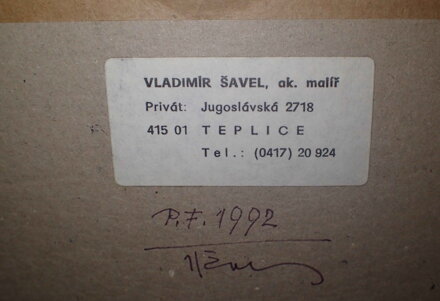 VLADIMÍR ŠAVEL, ak. malíř
Privát: Jugoslávská 2718
415 01 TEPLICE
Tel.: (0417) 20 924
P.F. 1992